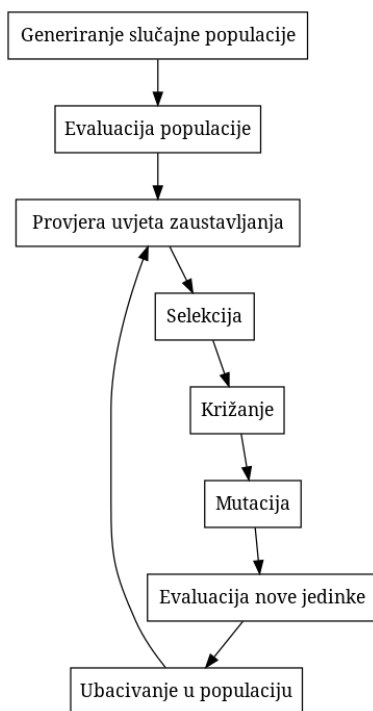 Generiranje slučajne populacije
Evaluacija populacije
Provjera uvjeta zaustavljanja
Selekcija
Križanje
Mutacija
Evaluacija nove jedinke
Ubacivanje u populaciju